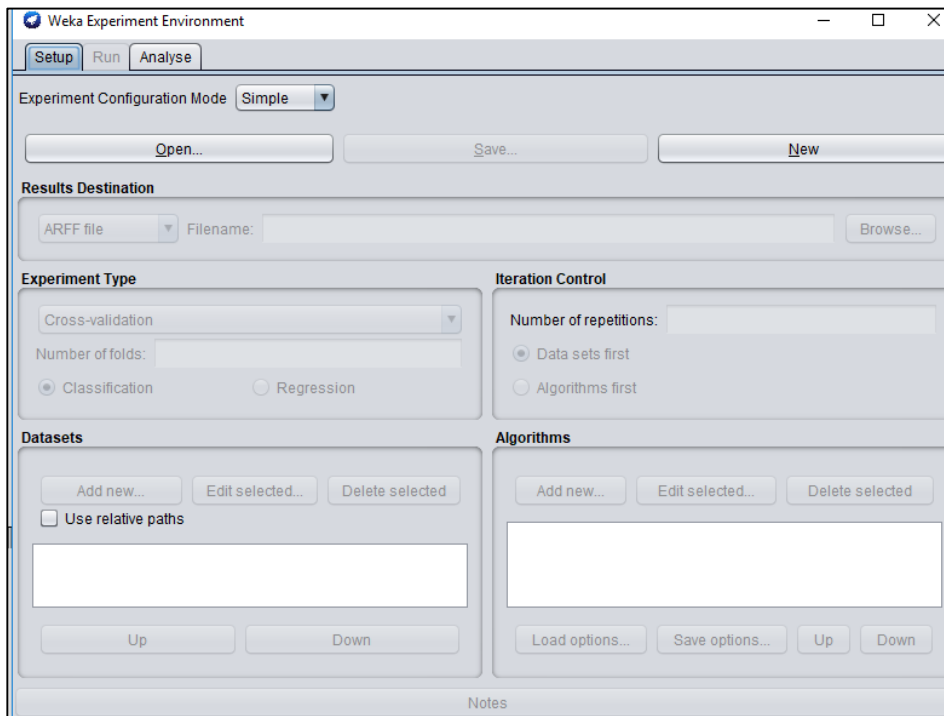 Weka Experiment Environment
Setup Run Analyse
Experiment Configuration Mode Simple
Open... Save... New
Results Destination
ARFF file Filename: Browse...
Experiment Type
Cross-validation
Number of folds:
Classification Regression
Iteration Control
Number of repetitions:
Data sets first
Algorithms first
Datasets
Add new... Edit selected... Delete selected
Use relative paths
Up Down
Algorithms
Add new... Edit selected... Delete selected
Load options... Save options... Up Down
Notes